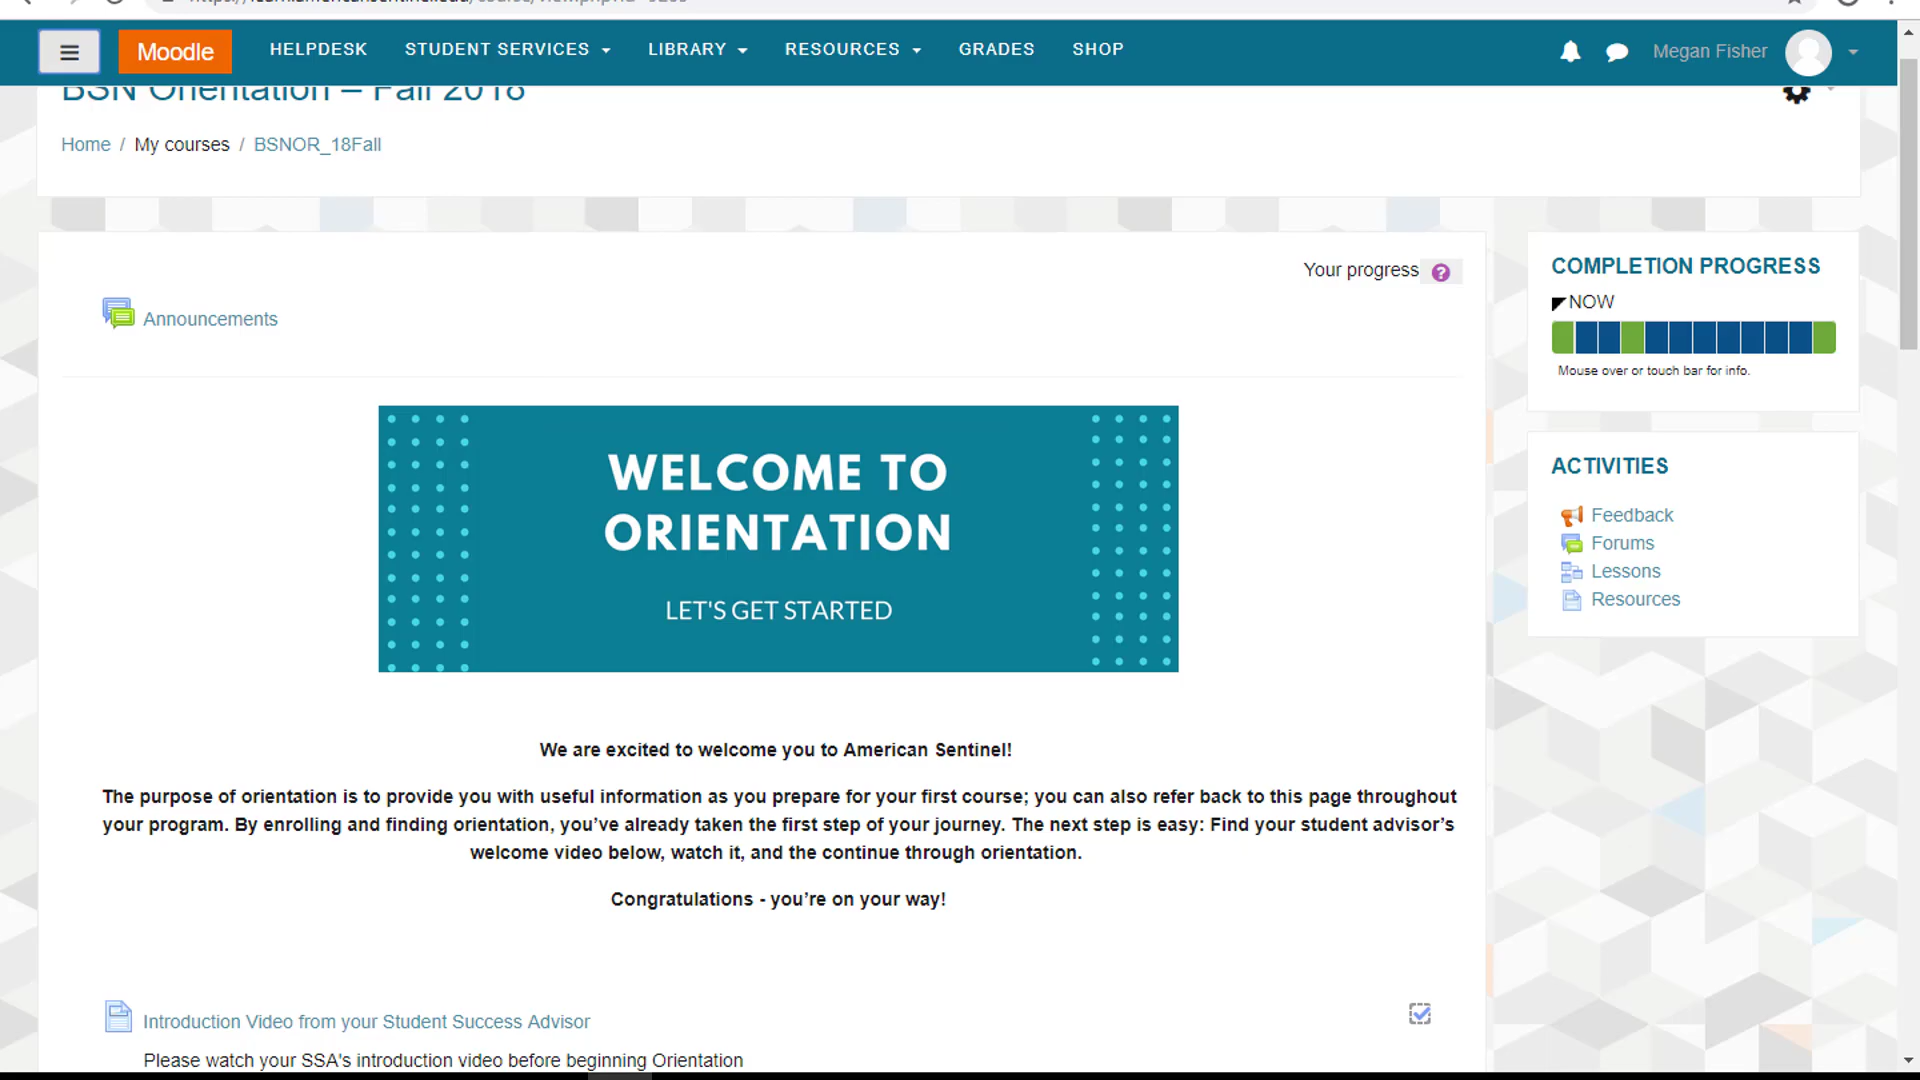 Moodle HELPDESK STUDENT SERVICES LIBRARY RESOURCES GRADES SHOP Megan Fisher
BSN Orientation – Fall 2018
Home / My courses / BSNOR_18Fall
Your progress
Announcements
WELCOME TO
ORIENTATION
LET'S GET STARTED
We are excited to welcome you to American Sentinel!
The purpose of orientation is to provide you with useful information as you prepare for your first course; you can also refer back to this page throughout
your program. By enrolling and finding orientation, you’ve already taken the first step of your journey. The next step is easy: Find your student advisor’s
welcome video below, watch it, and the continue through orientation.
Congratulations - you’re on your way!
Introduction Video from your Student Success Advisor
Please watch your SSA's introduction video before beginning Orientation
COMPLETION PROGRESS
NOW
Mouse over or touch bar for info.
ACTIVITIES
Feedback
Forums
Lessons
Resources